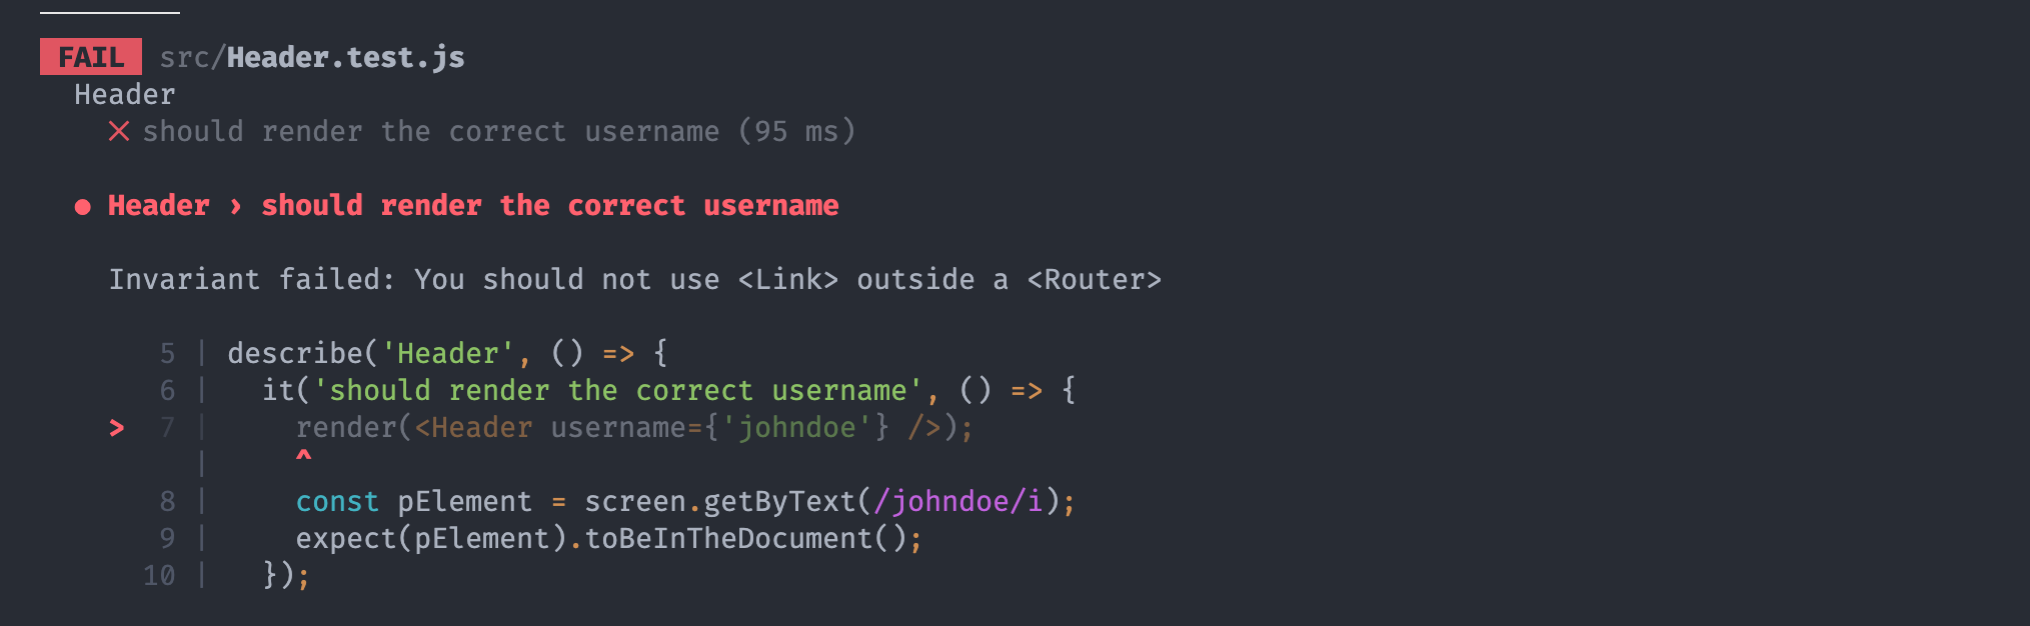 FAIL src/Header.test.js
Header
✕ should render the correct username (95 ms)
● Header › should render the correct username
Invariant failed: You should not use <Link> outside a <Router>
5 | describe('Header', () => {
6 | it('should render the correct username', () => {
> 7 | render(<Header username={'johndoe'} />);
| ^
8 | const pElement = screen.getByText(/johndoe/i);
9 | expect(pElement).toBeInTheDocument();
10 | });